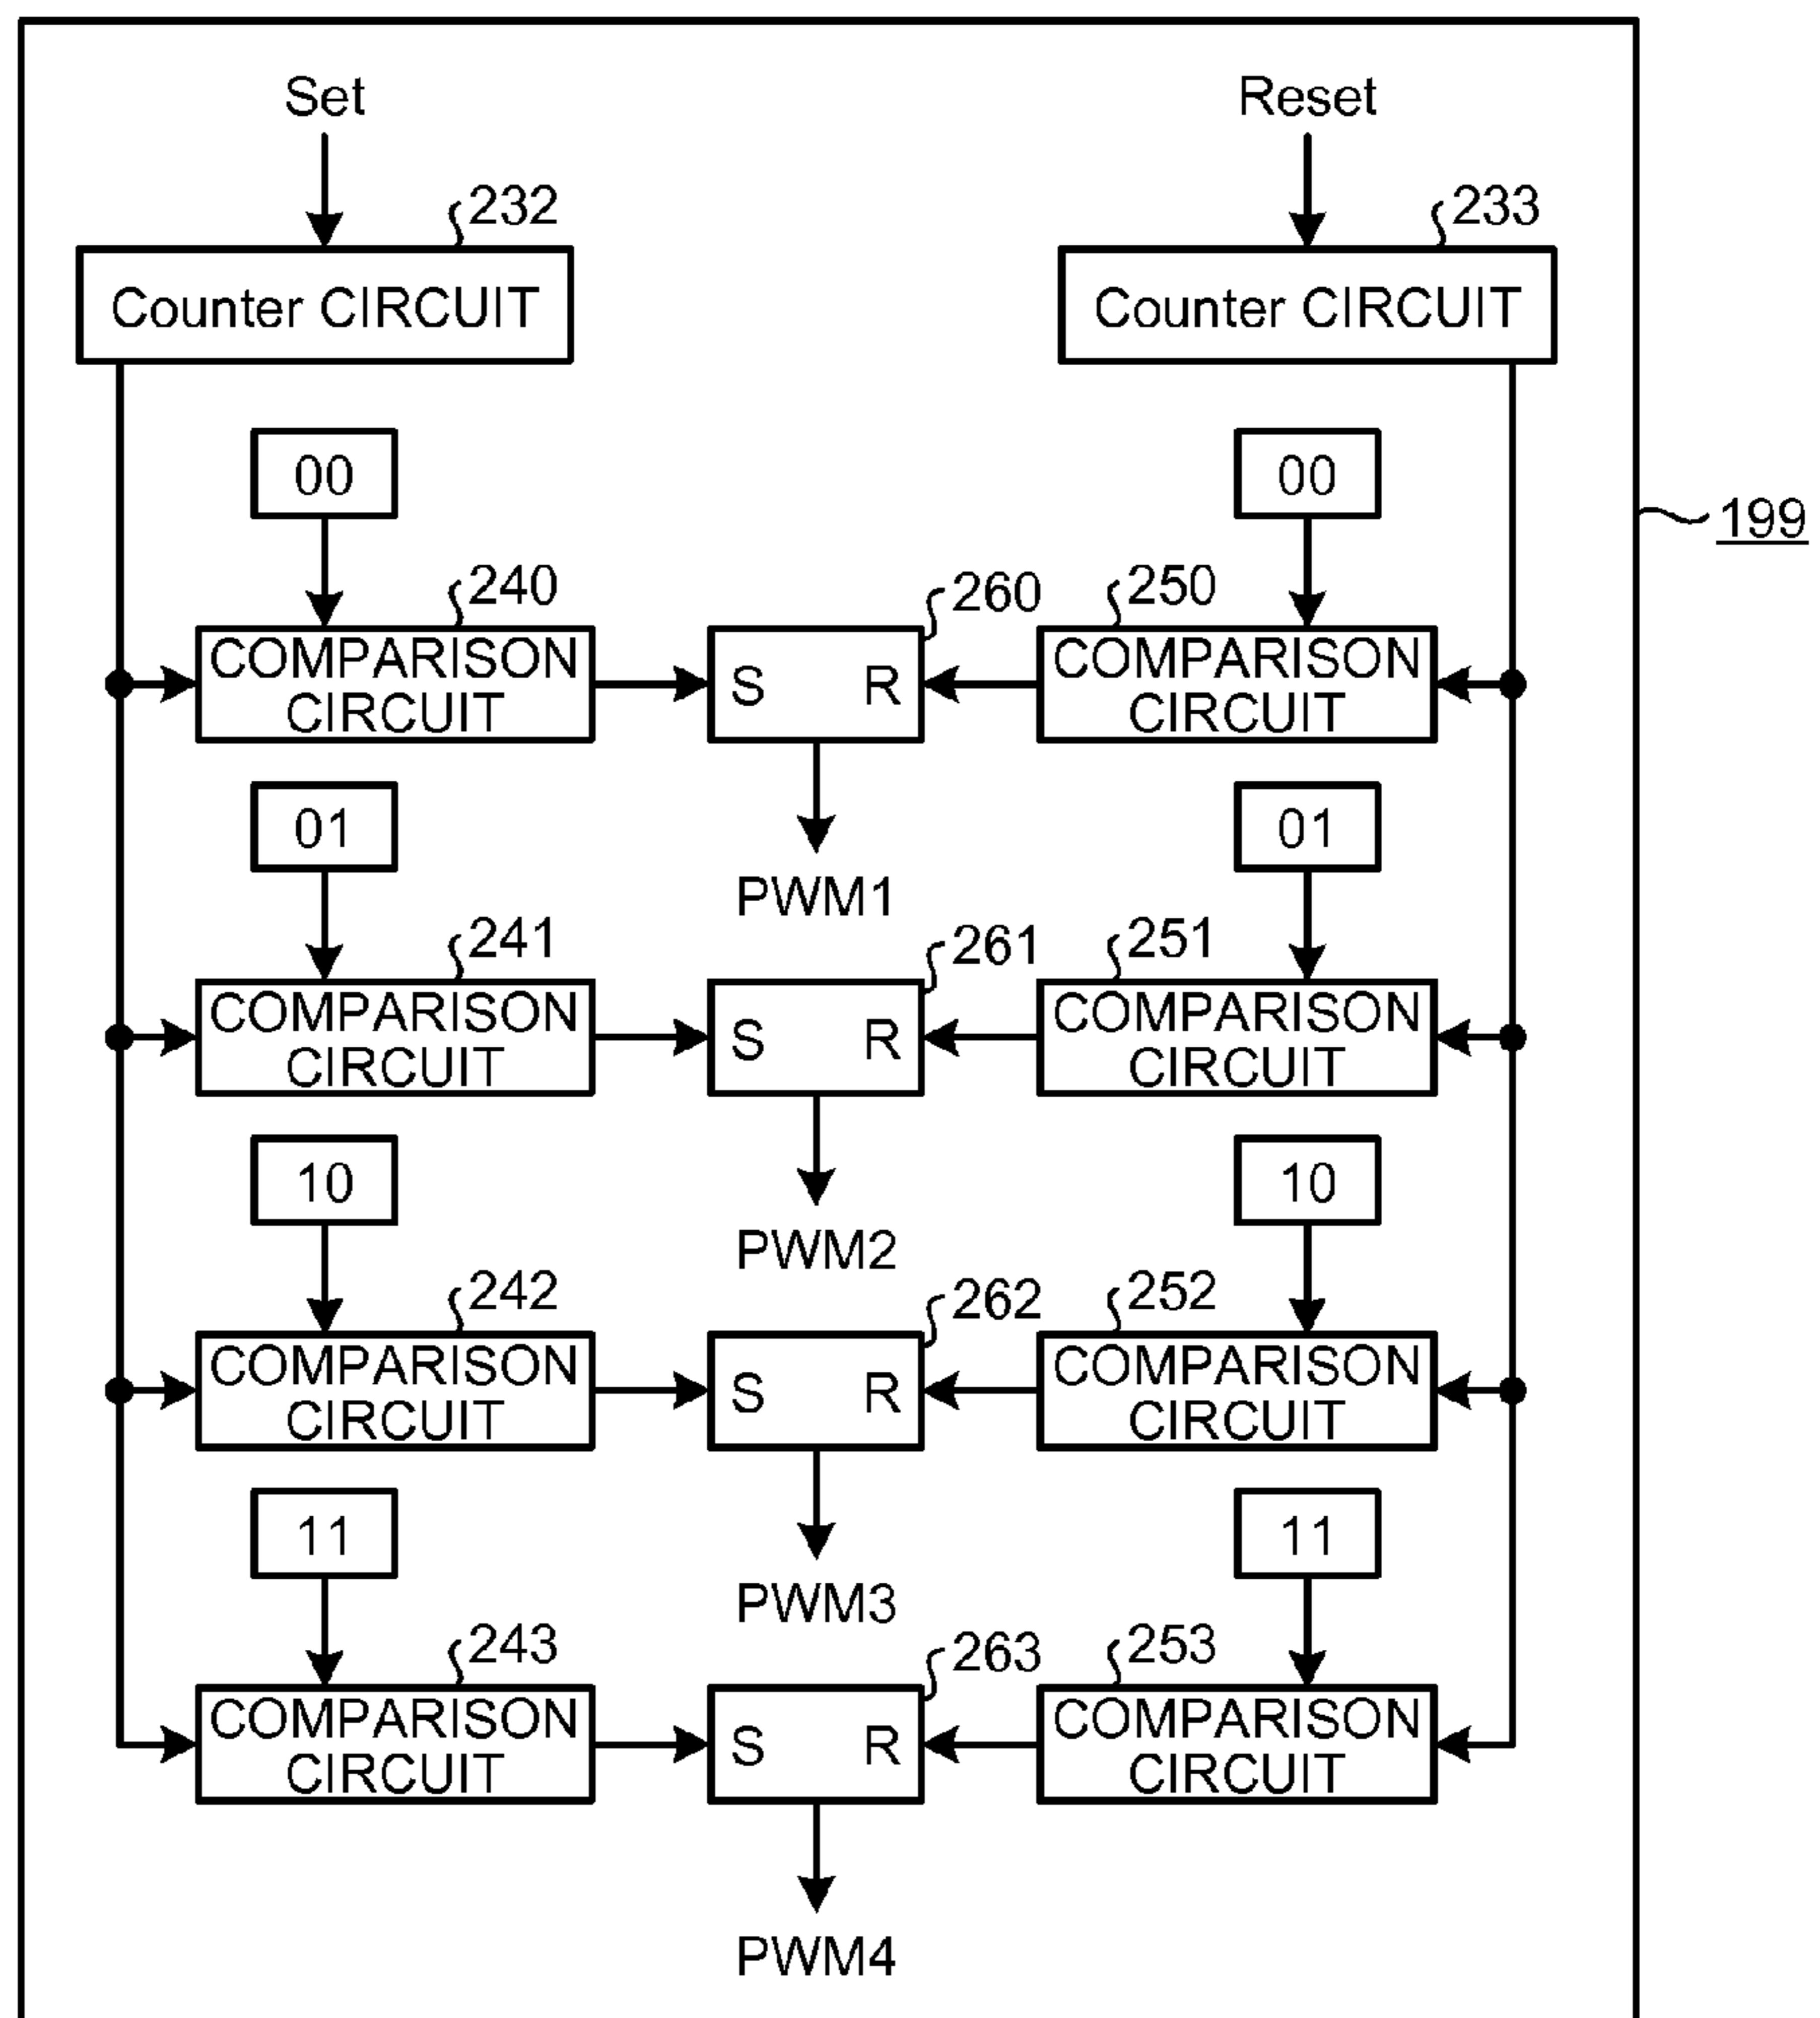 Set Reset
232 233
Counter CIRCUIT Counter CIRCUIT
00 00
199
240 260 250
COMPARISON CIRCUIT S R COMPARISON CIRCUIT
01 01
PWM1
241 261 251
COMPARISON CIRCUIT S R COMPARISON CIRCUIT
10 10
PWM2
242 262 252
COMPARISON CIRCUIT S R COMPARISON CIRCUIT
11 11
PWM3
243 263 253
COMPARISON CIRCUIT S R COMPARISON CIRCUIT
PWM4